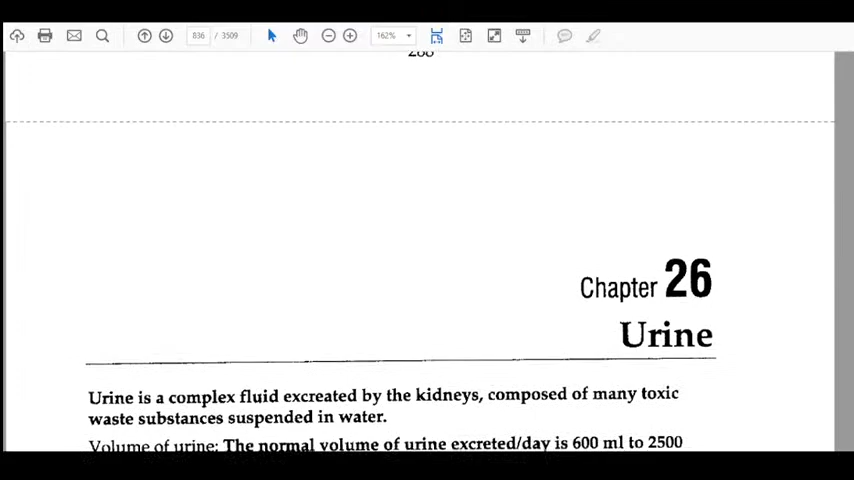 836 / 3509
162%
Chapter 26
Urine
Urine is a complex fluid excreated by the kidneys, composed of many toxic
waste substances suspended in water.
Volume of urine: The normal volume of urine excreted/day is 600 ml to 2500